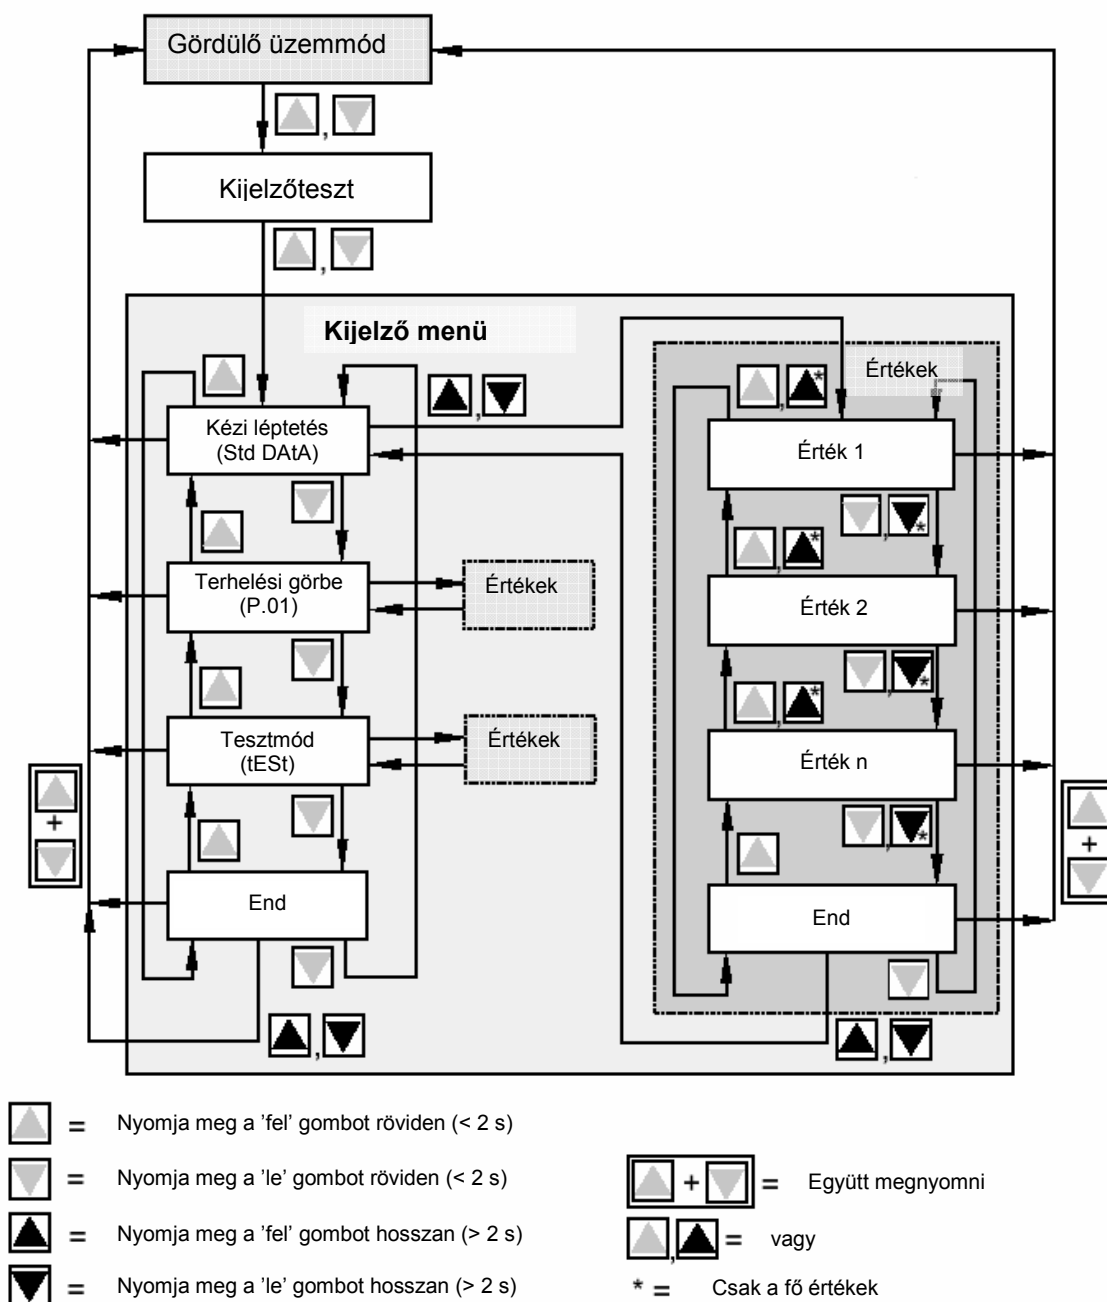 Gördülő üzemmód
Kijelzőteszt
Kijelző menü
Kézi léptetés
(Std DAtA)
Terhelési görbe
(P.01)
Értékek
Tesztmód
(tESt)
Értékek
End
+
Értékek
Érték 1
Érték 2
Érték n
End
+
= Nyomja meg a ’fel’ gombot röviden (< 2 s)
= Nyomja meg a ’le’ gombot röviden (< 2 s)
= Nyomja meg a ’fel’ gombot hosszan (> 2 s)
= Nyomja meg a ’le’ gombot hosszan (> 2 s)
+ = Együtt megnyomni
, = vagy
* = Csak a fő értékek